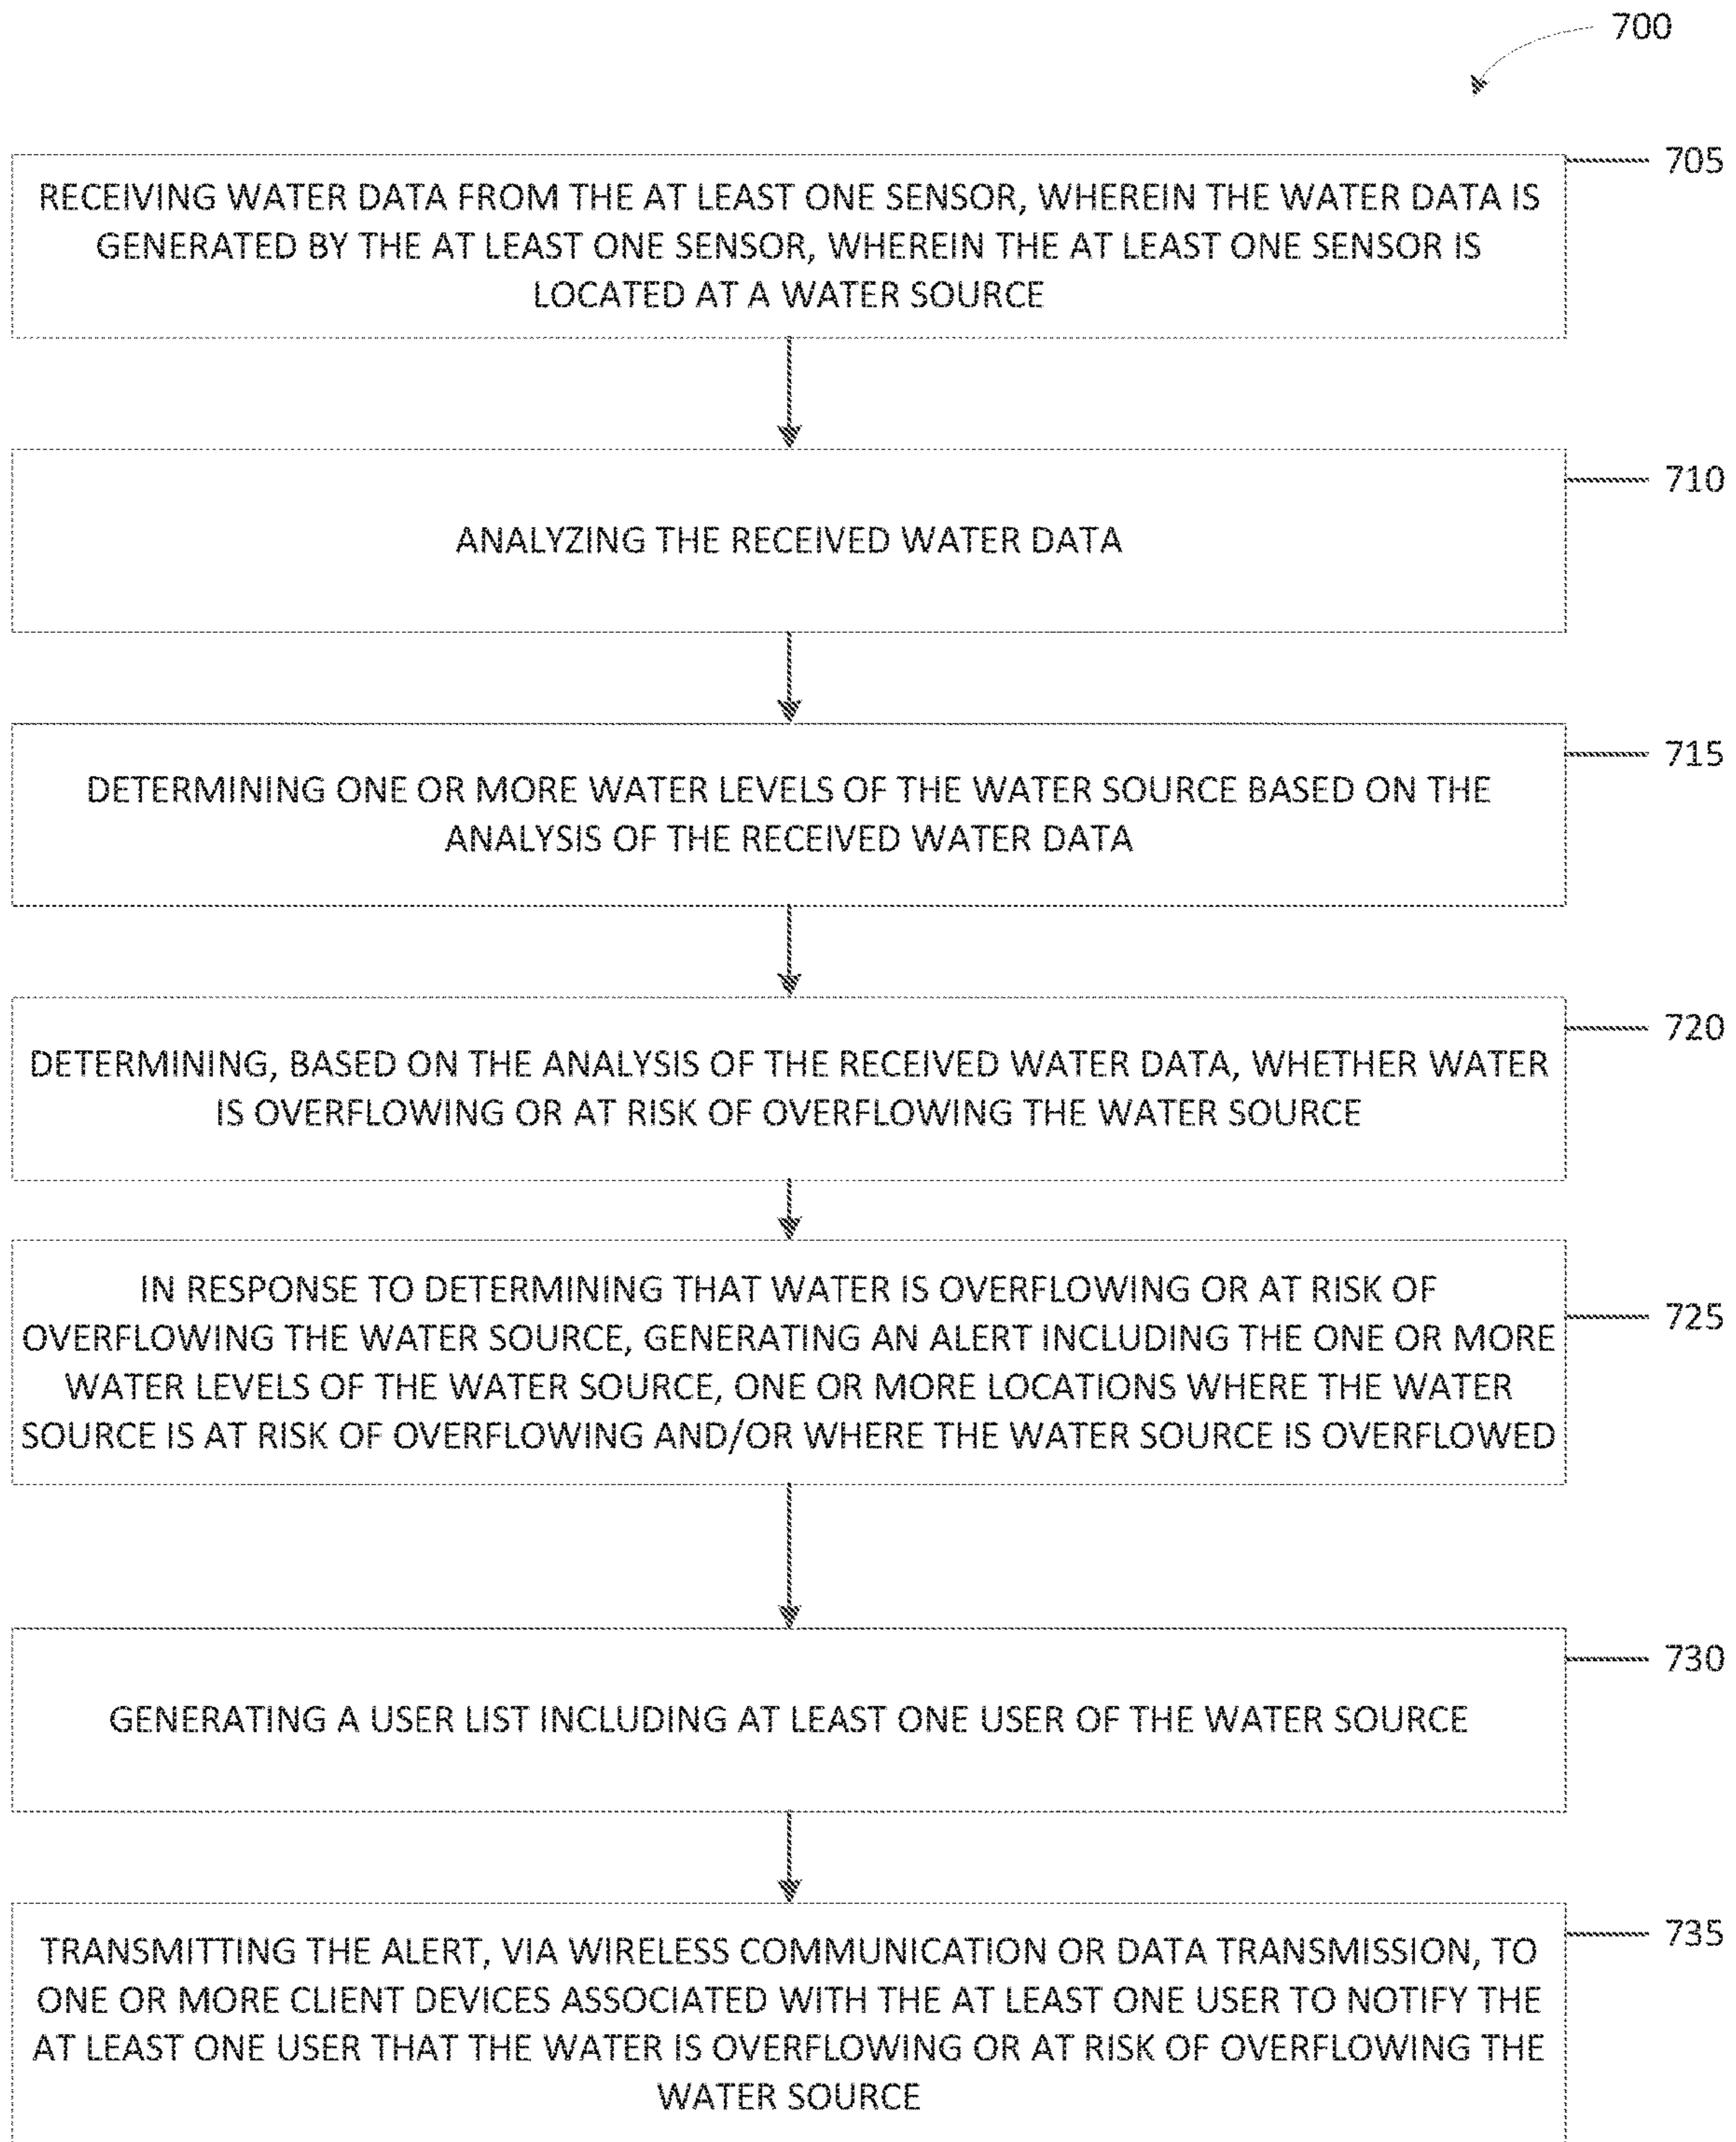 700
705
RECEIVING WATER DATA FROM THE AT LEAST ONE SENSOR, WHEREIN THE WATER DATA IS
GENERATED BY THE AT LEAST ONE SENSOR, WHEREIN THE AT LEAST ONE SENSOR IS
LOCATED AT A WATER SOURCE
710
ANALYZING THE RECEIVED WATER DATA
715
DETERMINING ONE OR MORE WATER LEVELS OF THE WATER SOURCE BASED ON THE
ANALYSIS OF THE RECEIVED WATER DATA
720
DETERMINING, BASED ON THE ANALYSIS OF THE RECEIVED WATER DATA, WHETHER WATER
IS OVERFLOWING OR AT RISK OF OVERFLOWING THE WATER SOURCE
725
IN RESPONSE TO DETERMINING THAT WATER IS OVERFLOWING OR AT RISK OF
OVERFLOWING THE WATER SOURCE, GENERATING AN ALERT INCLUDING THE ONE OR MORE
WATER LEVELS OF THE WATER SOURCE, ONE OR MORE LOCATIONS WHERE THE WATER
SOURCE IS AT RISK OF OVERFLOWING AND/OR WHERE THE WATER SOURCE IS OVERFLOWED
730
GENERATING A USER LIST INCLUDING AT LEAST ONE USER OF THE WATER SOURCE
735
TRANSMITTING THE ALERT, VIA WIRELESS COMMUNICATION OR DATA TRANSMISSION, TO
ONE OR MORE CLIENT DEVICES ASSOCIATED WITH THE AT LEAST ONE USER TO NOTIFY THE
AT LEAST ONE USER THAT THE WATER IS OVERFLOWING OR AT RISK OF OVERFLOWING THE
WATER SOURCE